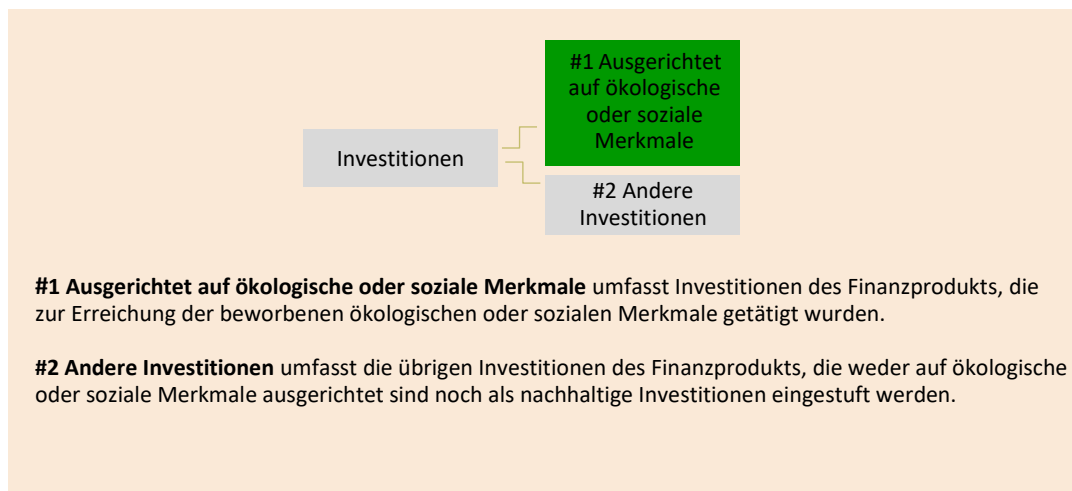 #1 Ausgerichtet
auf ökologische
oder soziale
Merkmale
Investitionen
#2 Andere
Investitionen
#1 Ausgerichtet auf ökologische oder soziale Merkmale umfasst Investitionen des Finanzprodukts, die
zur Erreichung der beworbenen ökologischen oder sozialen Merkmale getätigt wurden.
#2 Andere Investitionen umfasst die übrigen Investitionen des Finanzprodukts, die weder auf ökologische
oder soziale Merkmale ausgerichtet sind noch als nachhaltige Investitionen eingestuft werden.